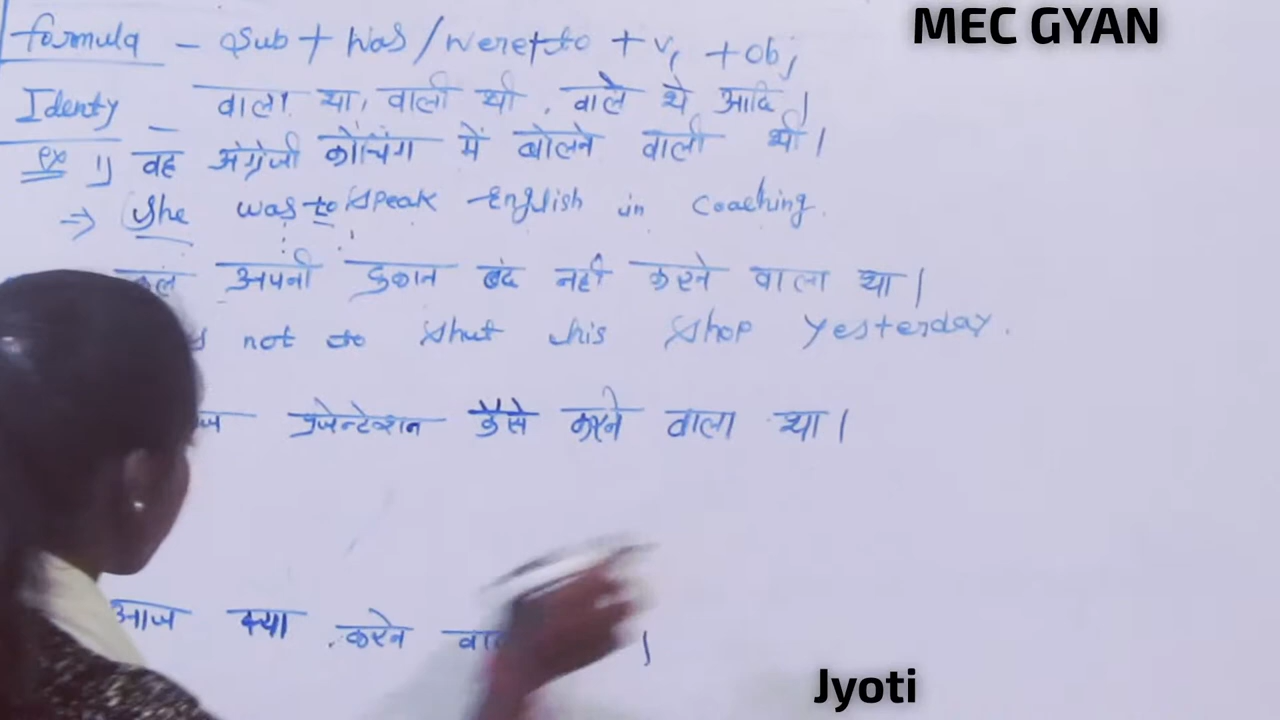 MEC GYAN
formula - Sub + was/were + to + V1 + obj
Identy - वाला था, वाली थी, वाले थे आदि।
ex 1) वह अंग्रेजी कोचिंग में बोलने वाली थी।
→ She was to speak English in coaching.
अपनी दुकान बंद नही करने वाला था।
not to shut his shop yesterday.
प्रजेन्टेशन कैसे करने वाला था।
आज क्या करने
Jyoti